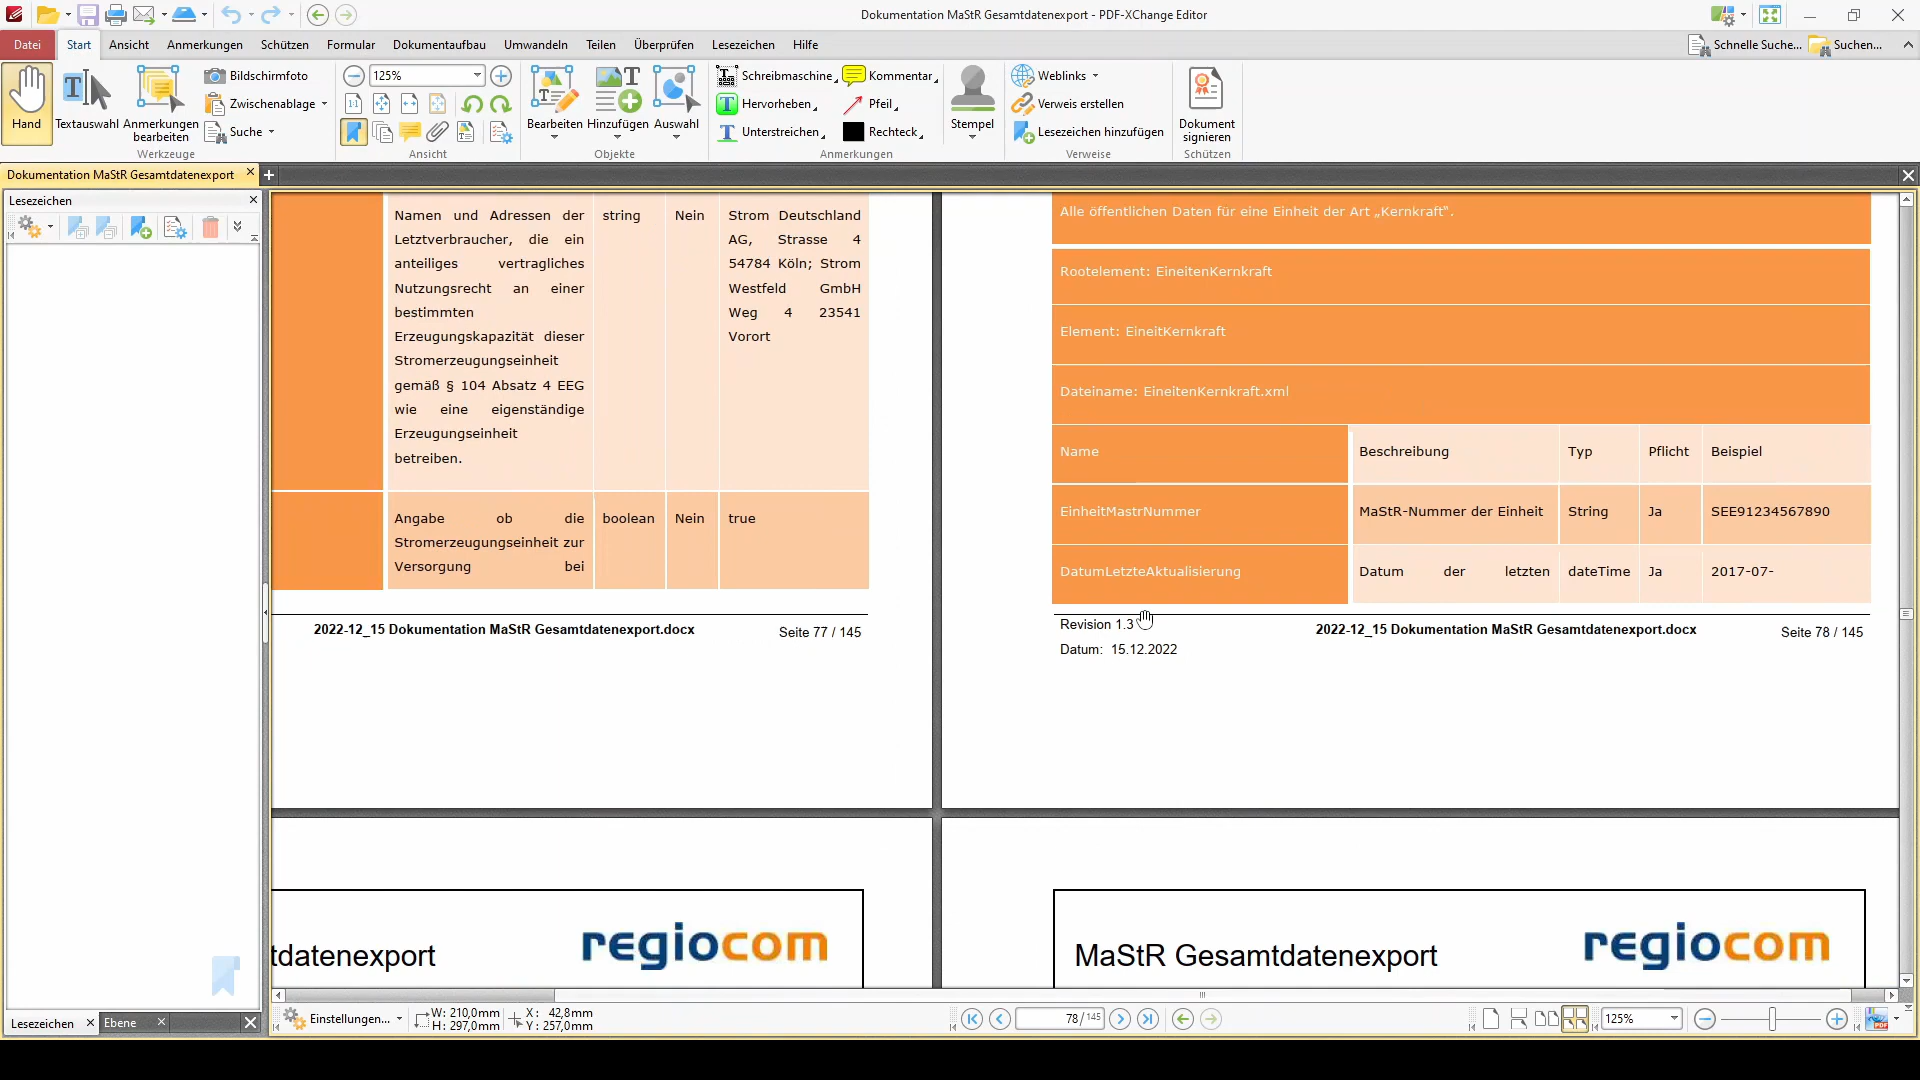 Dokumentation MaStR Gesamtdatenexport - PDF-XChange Editor
Datei Start Ansicht Anmerkungen Schützen Formular Dokumentaufbau Umwandeln Teilen Überprüfen Lesezeichen Hilfe Schnelle Suche... Suchen...
Hand
Textauswahl
Anmerkungen
bearbeiten
Bildschirmfoto
Zwischenablage
Suche
Werkzeuge
125%
Ansicht
Bearbeiten Hinzufügen Auswahl
Objekte
Schreibmaschine Kommentar
Hervorheben Pfeil
Unterstreichen Rechteck
Anmerkungen
Stempel
Weblinks
Verweis erstellen
Lesezeichen hinzufügen
Verweise
Dokument
signieren
Schützen
Dokumentation MaStR Gesamtdatenexport
Lesezeichen
Namen und Adressen der string Nein Strom Deutschland
Letztverbraucher, die ein AG, Strasse 4
anteiliges vertragliches 54784 Köln; Strom
Nutzungsrecht an einer Westfeld GmbH
bestimmten Weg 4 23541
Erzeugungskapazität dieser Vorort
Stromerzeugungseinheit
gemäß § 104 Absatz 4 EEG
wie eine eigenständige
Erzeugungseinheit
betreiben.
Angabe ob die boolean Nein true
Stromerzeugungseinheit zur
Versorgung bei
2022-12_15 Dokumentation MaStR Gesamtdatenexport.docx Seite 77 / 145
Alle öffentlichen Daten für eine Einheit der Art „Kernkraft".
Rootelement: EineitenKernkraft
Element: EineitKernkraft
Dateiname: EineitenKernkraft.xml
Name Beschreibung Typ Pflicht Beispiel
EinheitMastrNummer MaStR-Nummer der Einheit String Ja SEE91234567890
DatumLetzteAktualisierung Datum der letzten dateTime Ja 2017-07-
Revision 1.3 2022-12_15 Dokumentation MaStR Gesamtdatenexport.docx Seite 78 / 145
Datum: 15.12.2022
tdatenexport regiocom
MaStR Gesamtdatenexport regiocom
Lesezeichen Ebene
Einstellungen...
W: 210,0mm
H: 297,0mm
X: 42,8mm
Y: 257,0mm
78 / 145
125%